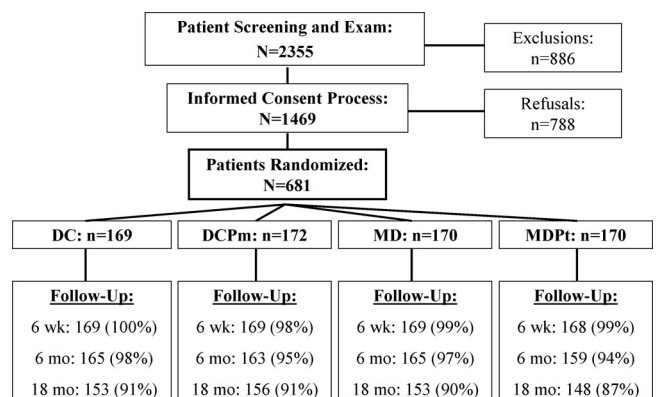 Patient Screening and Exam:
N=2355
Exclusions:
n=886
Informed Consent Process:
N=1469
Refusals:
n=788
Patients Randomized:
N=681
DC: n=169
DCPm: n=172
MD: n=170
MDPt: n=170
Follow-Up:
6 wk: 169 (100%)
6 mo: 165 (98%)
18 mo: 153 (91%)
Follow-Up:
6 wk: 169 (98%)
6 mo: 163 (95%)
18 mo: 156 (91%)
Follow-Up:
6 wk: 169 (99%)
6 mo: 165 (97%)
18 mo: 153 (90%)
Follow-Up:
6 wk: 168 (99%)
6 mo: 159 (94%)
18 mo: 148 (87%)